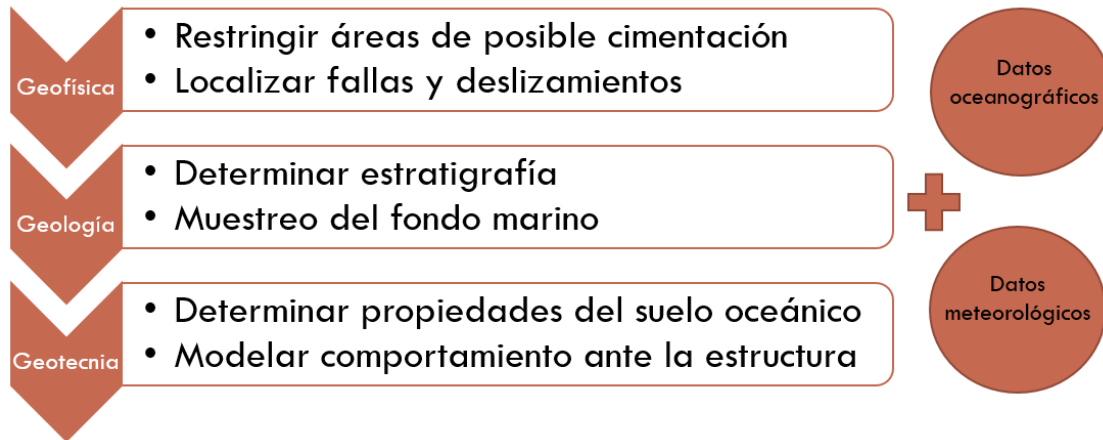 Geofísica
• Restringir áreas de posible cimentación
• Localizar fallas y deslizamientos
Geología
• Determinar estratigrafía
• Muestreo del fondo marino
Geotecnia
• Determinar propiedades del suelo oceánico
• Modelar comportamiento ante la estructura
Datos
oceanográficos
Datos
meteorológicos